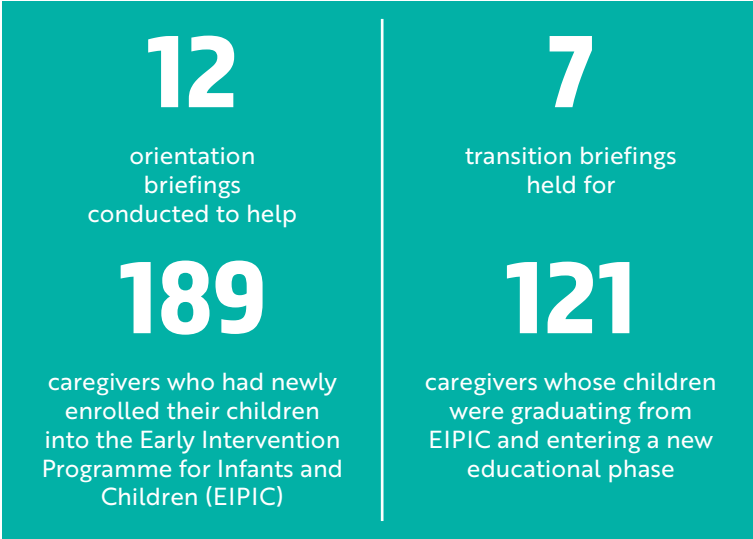 12
orientation
briefings
conducted to help
189
caregivers who had newly
enrolled their children
into the Early Intervention
Programme for Infants and
Children (EIPIC)
7
transition briefings
held for
121
caregivers whose children
were graduating from
EIPIC and entering a new
educational phase